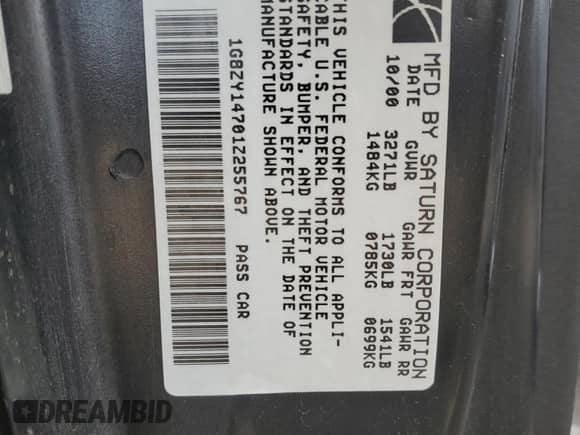 MFD BY SATURN CORPORATION
DATE GVWR GAWR FRT GAWR RR
10/00 3271LB 1730LB 1541LB
1484KG 0785KG 0699KG
THIS VEHICLE CONFORMS TO ALL APPLI-
CABLE U.S. FEDERAL MOTOR VEHICLE
SAFETY, BUMPER, AND THEFT PREVENTION
STANDARDS IN EFFECT ON THE DATE OF
MANUFACTURE SHOWN ABOVE.
1G8ZY14701Z255767 PASS CAR
DREAMBID